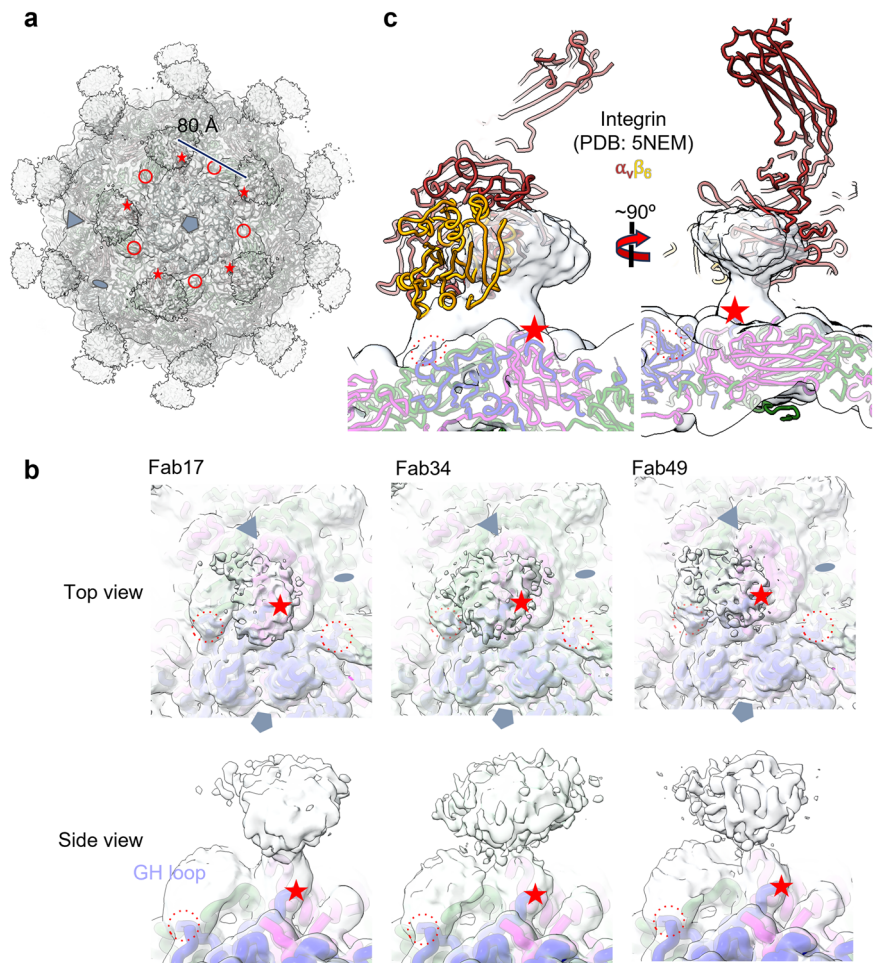 a
80 Å
c
Integrin
(PDB: 5NEM)
αvβ6
~90º
b
Fab17
Fab34
Fab49
Top view
Side view
GH loop